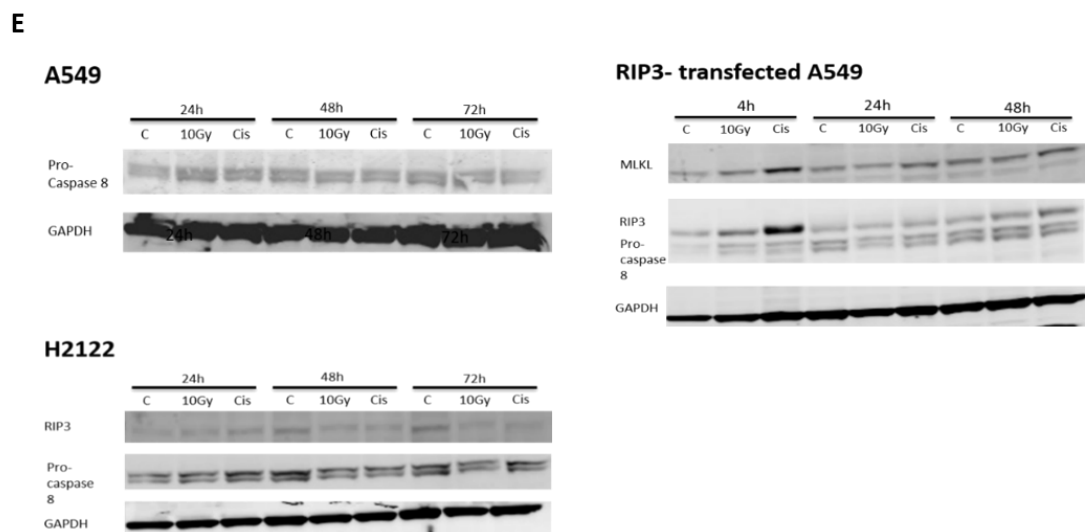 E
A549
24h 48h 72h
C 10Gy Cis C 10Gy Cis C 10Gy Cis
Pro-
Caspase 8
GAPDH
24h 48h 72h
H2122
24h 48h 72h
C 10Gy Cis C 10Gy Cis C 10Gy Cis
RIP3
Pro-
caspase
8
GAPDH
RIP3- transfected A549
4h 24h 48h
C 10Gy Cis C 10Gy Cis C 10Gy Cis
MLKL
RIP3
Pro-
caspase
8
GAPDH